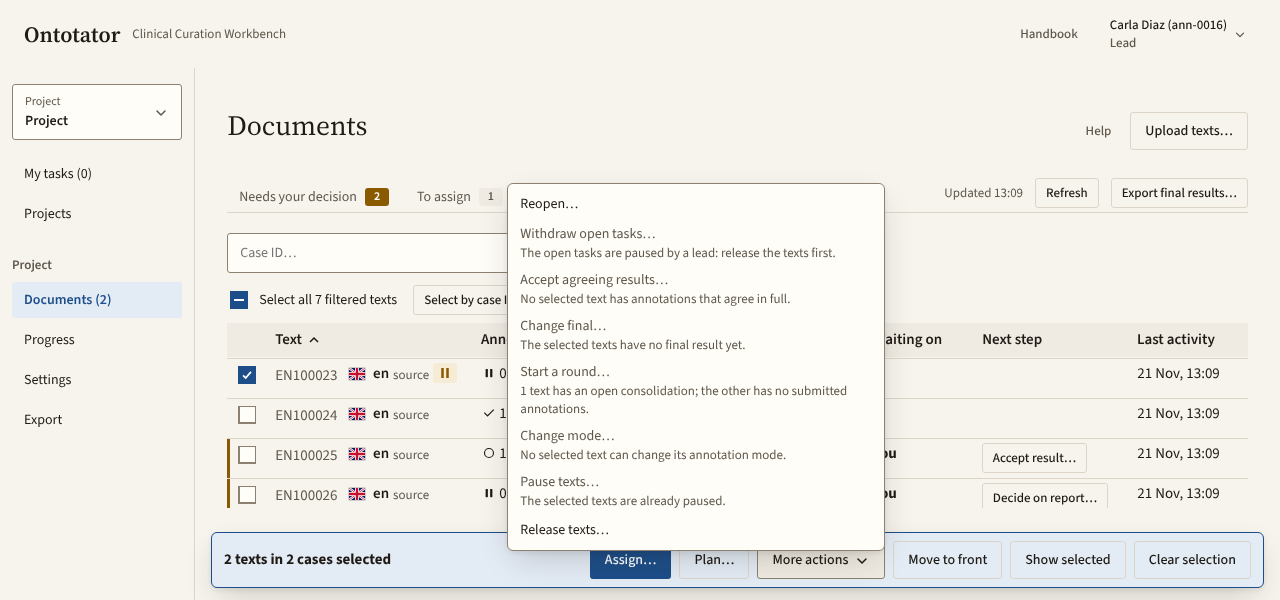 Ontotator Clinical Curation Workbench
Handbook
Carla Diaz (ann-0016)
Lead
Project
Project
My tasks (0)
Projects
Project
Documents (2)
Progress
Settings
Export
Documents
Help
Upload texts…
Needs your decision 2
To assign 1
Updated 13:09
Refresh
Export final results…
Case ID…
Select all 7 filtered texts
Select by case
Text
Next step
Last activity
EN100023 en source
21 Nov, 13:09
EN100024 en source
21 Nov, 13:09
EN100025 en source
Accept result…
21 Nov, 13:09
EN100026 en source
Decide on report…
21 Nov, 13:09
Reopen…
Withdraw open tasks…
The open tasks are paused by a lead: release the texts first.
Accept agreeing results…
No selected text has annotations that agree in full.
Change final…
The selected texts have no final result yet.
Start a round…
1 text has an open consolidation; the other has no submitted
annotations.
Change mode…
No selected text can change its annotation mode.
Pause texts…
The selected texts are already paused.
Release texts…
2 texts in 2 cases selected
Assign…
Plan…
More actions
Move to front
Show selected
Clear selection